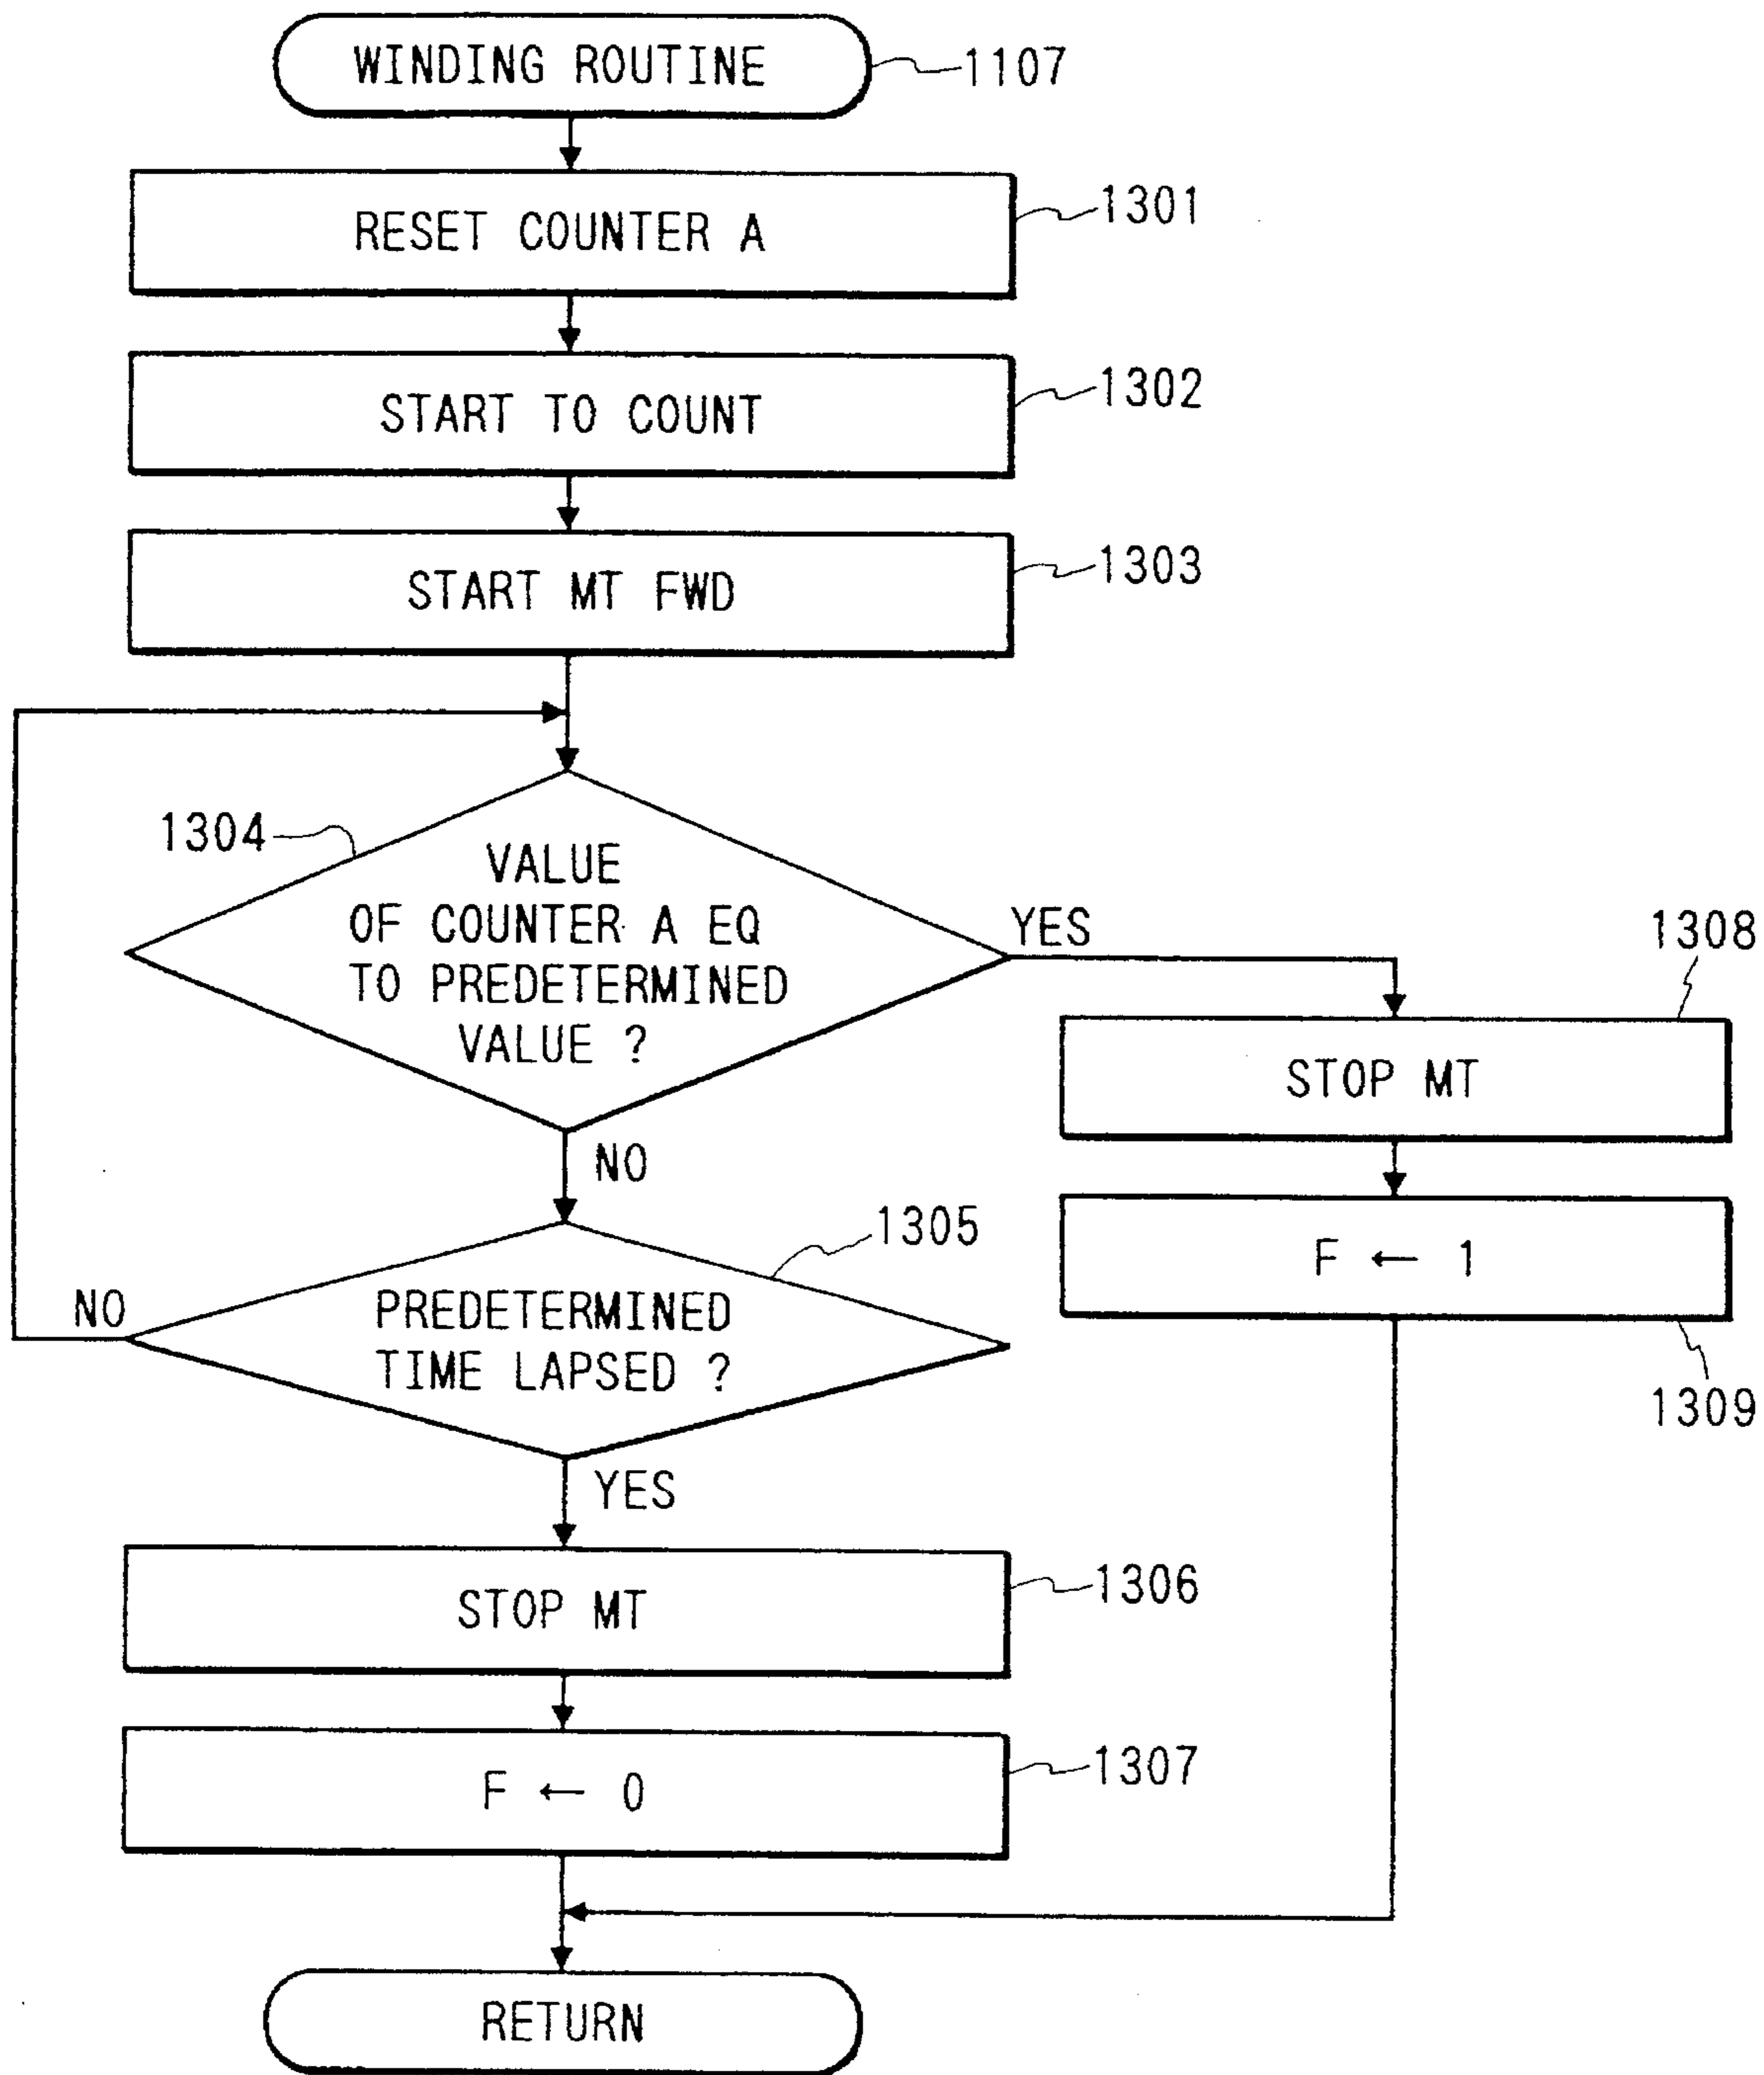 WINDING ROUTINE
1107
RESET COUNTER A
1301
START TO COUNT
1302
START MT FWD
1303
1304
VALUE
OF COUNTER A EQ
TO PREDETERMINED
VALUE ?
YES
NO
1308
STOP MT
F ← 1
1309
1305
PREDETERMINED
TIME LAPSED ?
NO
YES
STOP MT
1306
F ← 0
1307
RETURN